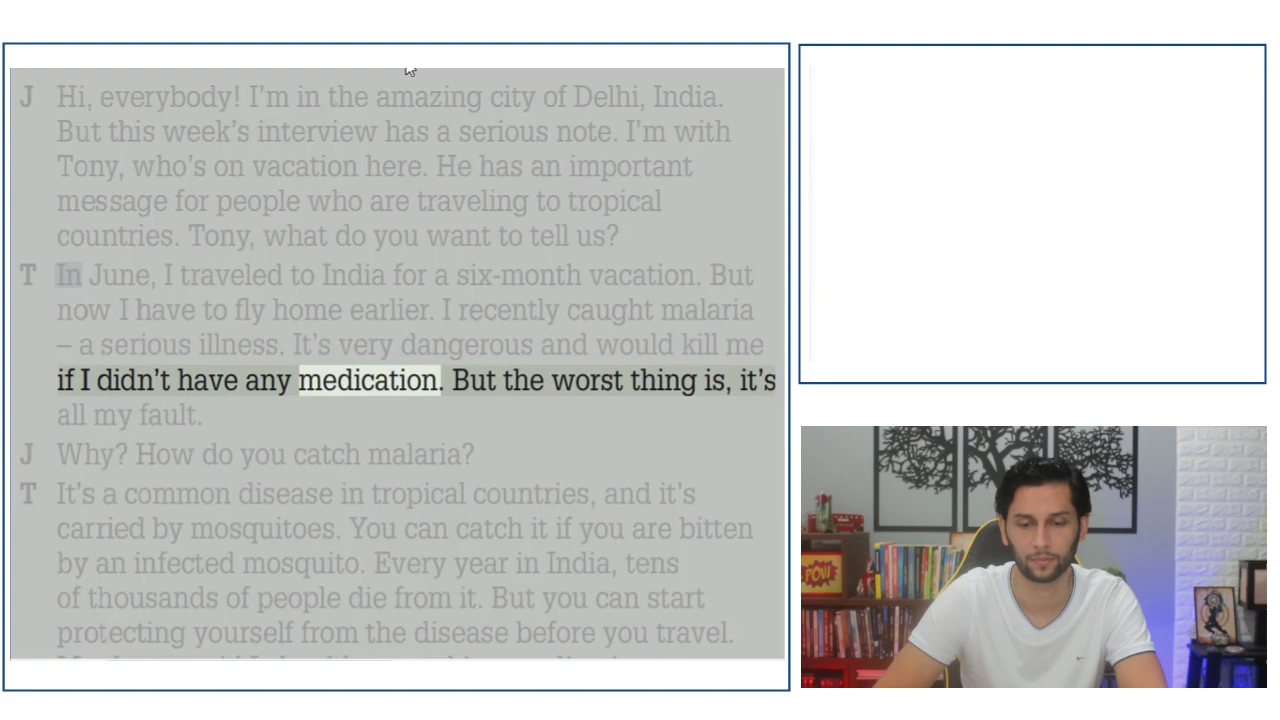 J Hi, everybody! I'm in the amazing city of Delhi, India.
But this week's interview has a serious note. I'm with
Tony, who's on vacation here. He has an important
message for people who are traveling to tropical
countries. Tony, what do you want to tell us?
T In June, I traveled to India for a six-month vacation. But
now I have to fly home earlier. I recently caught malaria
– a serious illness. It's very dangerous and would kill me
if I didn't have any medication. But the worst thing is, it's
all my fault.
J Why? How do you catch malaria?
T It's a common disease in tropical countries, and it's
carried by mosquitoes. You can catch it if you are bitten
by an infected mosquito. Every year in India, tens
of thousands of people die from it. But you can start
protecting yourself from the disease before you travel.
POW!